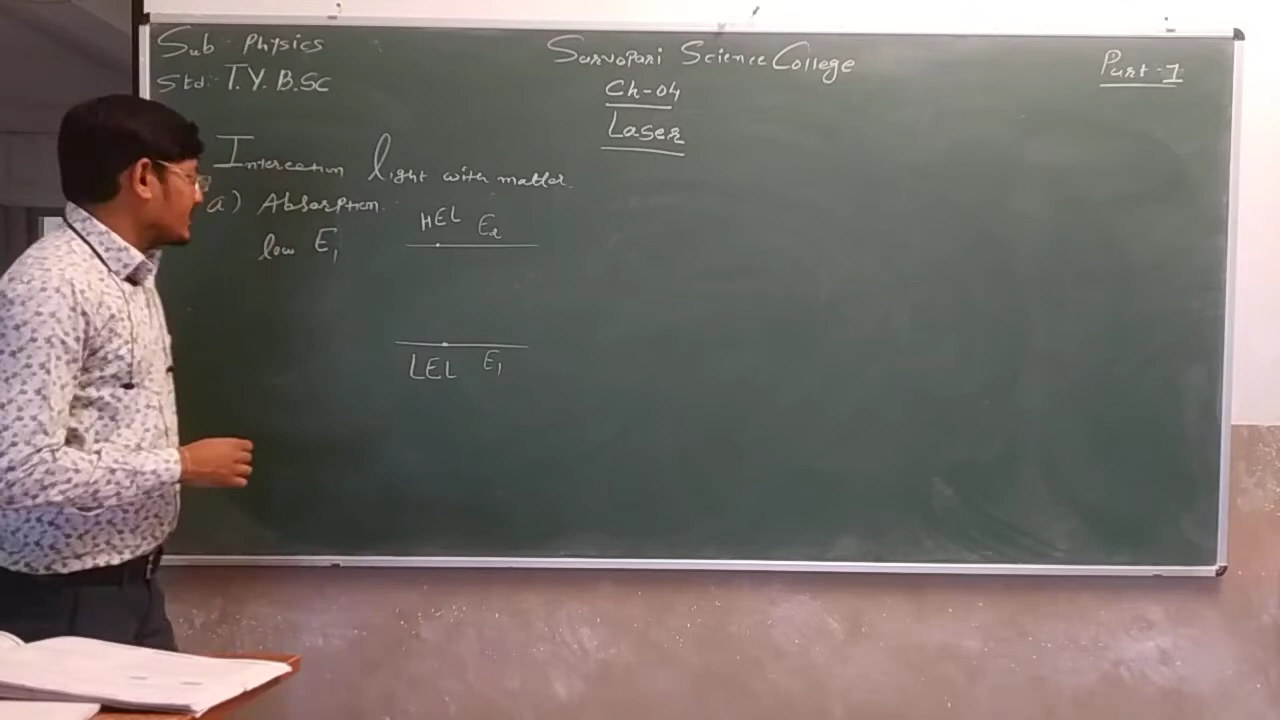 Sub - Physics
Std:- T.Y. B.Sc
Sarvopari Science College
Ch-04
Laser
Part-1
Interection light with matter.
a) Absorption.
low E1
HEL E2
LEL E1